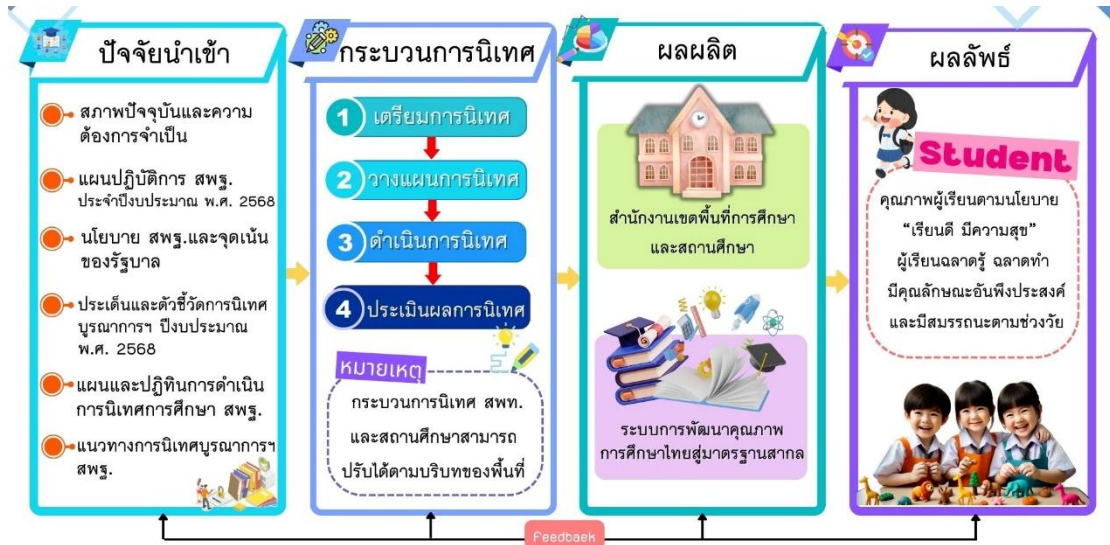 ปัจจัยนำเข้า
สภาพปัจจุบันและความ
ต้องการจำเป็น
แผนปฏิบัติการ สพฐ.
ประจำปีงบประมาณ พ.ศ. 2568
นโยบาย สพฐ.และจุดเน้น
ของรัฐบาล
ประเด็นและตัวชี้วัดการนิเทศ
บูรณาการฯ ปีงบประมาณ
พ.ศ. 2568
แผนและปฏิทินการดำเนิน
การนิเทศการศึกษา สพฐ.
แนวทางการนิเทศบูรณาการฯ
สพฐ.
กระบวนการนิเทศ
1 เตรียมการนิเทศ
2 วางแผนการนิเทศ
3 ดำเนินการนิเทศ
4 ประเมินผลการนิเทศ
หมายเหตุ
กระบวนการนิเทศ สพท.
และสถานศึกษาสามารถ
ปรับได้ตามบริบทของพื้นที่
ผลผลิต
สำนักงานเขตพื้นที่การศึกษา
และสถานศึกษา
ระบบการพัฒนาคุณภาพ
การศึกษาไทยสู่มาตรฐานสากล
ผลลัพธ์
Student
คุณภาพผู้เรียนตามนโยบาย
“เรียนดี มีความสุข”
ผู้เรียนฉลาดรู้ ฉลาดทำ
มีคุณลักษณะอันพึงประสงค์
และมีสมรรถนะตามช่วงวัย
Feedbaek